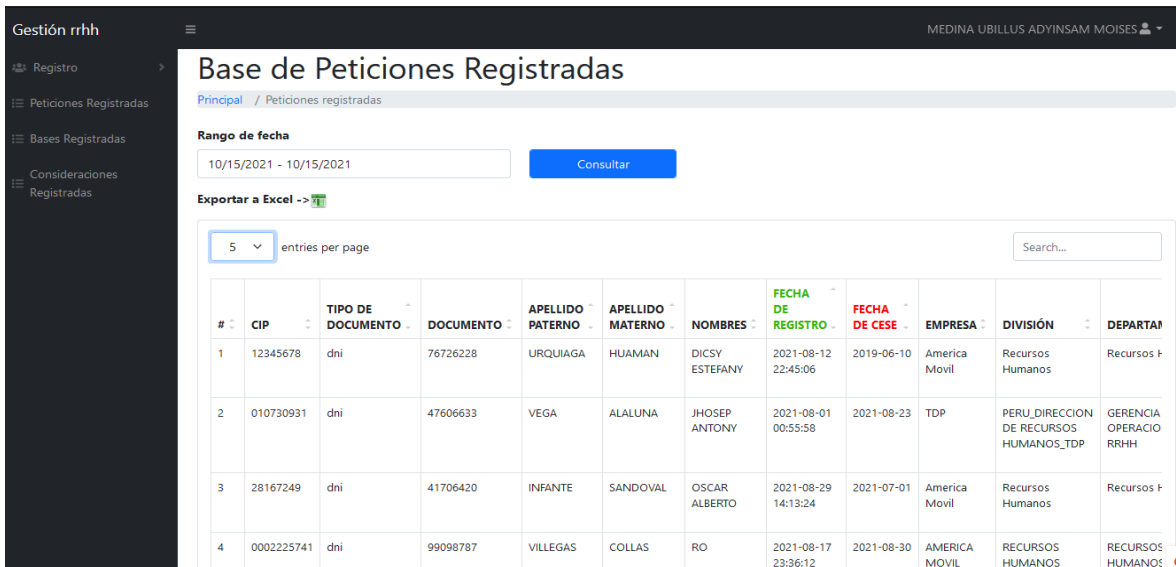 Gestión rrhh
MEDINA UBILLUS ADYINSAM MOISES
Registro
Peticiones Registradas
Bases Registradas
Consideraciones
Registradas
Base de Peticiones Registradas
Principal / Peticiones registradas
Rango de fecha
10/15/2021 - 10/15/2021
Consultar
Exportar a Excel ->
5 entries per page
Search...
# CIP TIPO DE DOCUMENTO DOCUMENTO APELLIDO PATERNO APELLIDO MATERNO NOMBRES FECHA DE REGISTRO FECHA DE CESE EMPRESA DIVISIÓN
1 12345678 dni 76726228 URQUIAGA HUAMAN DICSY ESTEFANY 2021-08-12 22:45:06 2019-06-10 America Movil Recursos Humanos Recursos
2 010730931 dni 47606633 VEGA ALALUNA JHOSEP ANTONY 2021-08-01 00:55:58 2021-08-23 TDP PERU_DIRECCION DE RECURSOS HUMANOS_TDP GERENCIA OPERACIO RRHH
3 28167249 dni 41706420 INFANTE SANDOVAL OSCAR ALBERTO 2021-08-29 14:13:24 2021-07-01 America Movil Recursos Humanos Recursos
4 0002225741 dni 99098787 VILLEGAS COLLAS RO 2021-08-17 23:36:12 2021-08-30 AMERICA MOVIL RECURSOS HUMANOS RECURSOS HUMANOS